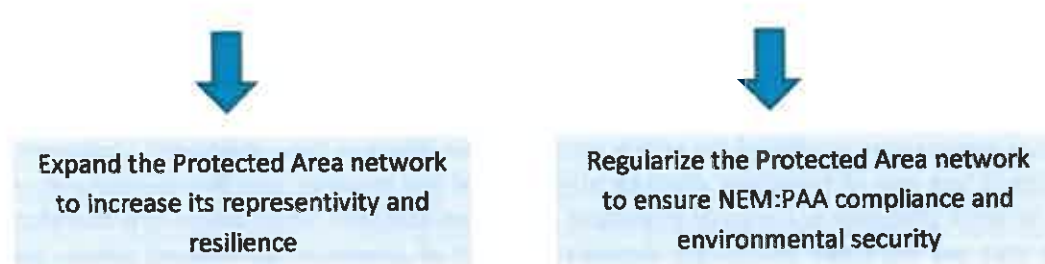 Expand the Protected Area network
to increase its representivity and
resilience
Regularize the Protected Area network
to ensure NEM:PAA compliance and
environmental security